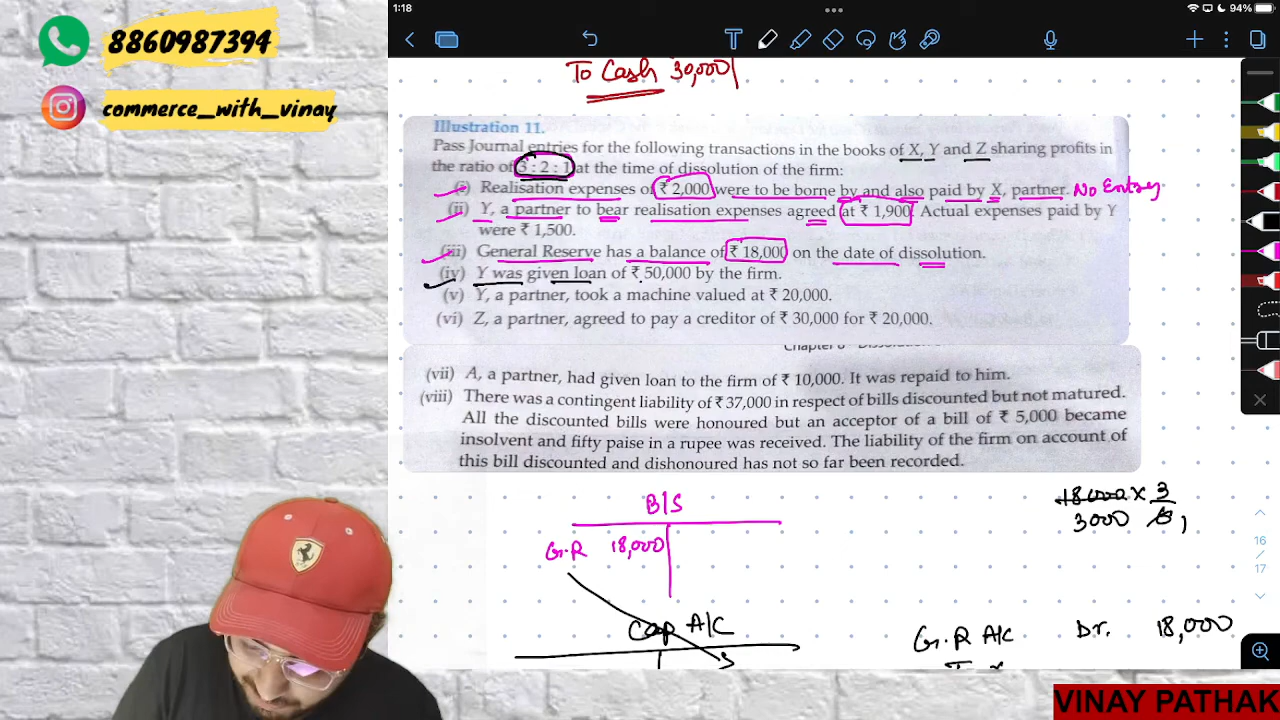 8860987394
commerce_with_vinay
1:18
94%
T
To Cash 30,000/
Illustration 11.
Pass Journal entries for the following transactions in the books of X, Y and Z sharing profits in
the ratio of 3 : 2 : 1 at the time of dissolution of the firm:
(i) Realisation expenses of ₹ 2,000 were to be borne by and also paid by X, partner. No Entry
(ii) Y, a partner to bear realisation expenses agreed at ₹ 1,900. Actual expenses paid by Y
were ₹ 1,500.
(iii) General Reserve has a balance of ₹ 18,000 on the date of dissolution.
(iv) Y was given loan of ₹ 50,000 by the firm.
(v) Y, a partner, took a machine valued at ₹ 20,000.
(vi) Z, a partner, agreed to pay a creditor of ₹ 30,000 for ₹ 20,000.
(vii) A, a partner, had given loan to the firm of ₹ 10,000. It was repaid to him.
(viii) There was a contingent liability of ₹ 37,000 in respect of bills discounted but not matured.
All the discounted bills were honoured but an acceptor of a bill of ₹ 5,000 became
insolvent and fifty paise in a rupee was received. The liability of the firm on account of
this bill discounted and dishonoured has not so far been recorded.
B/S
G.R 18,000
18000 × 3
3000 6,
Cap A/C
G.R A/C Dr. 18,000
16
17
VINAY PATHAK